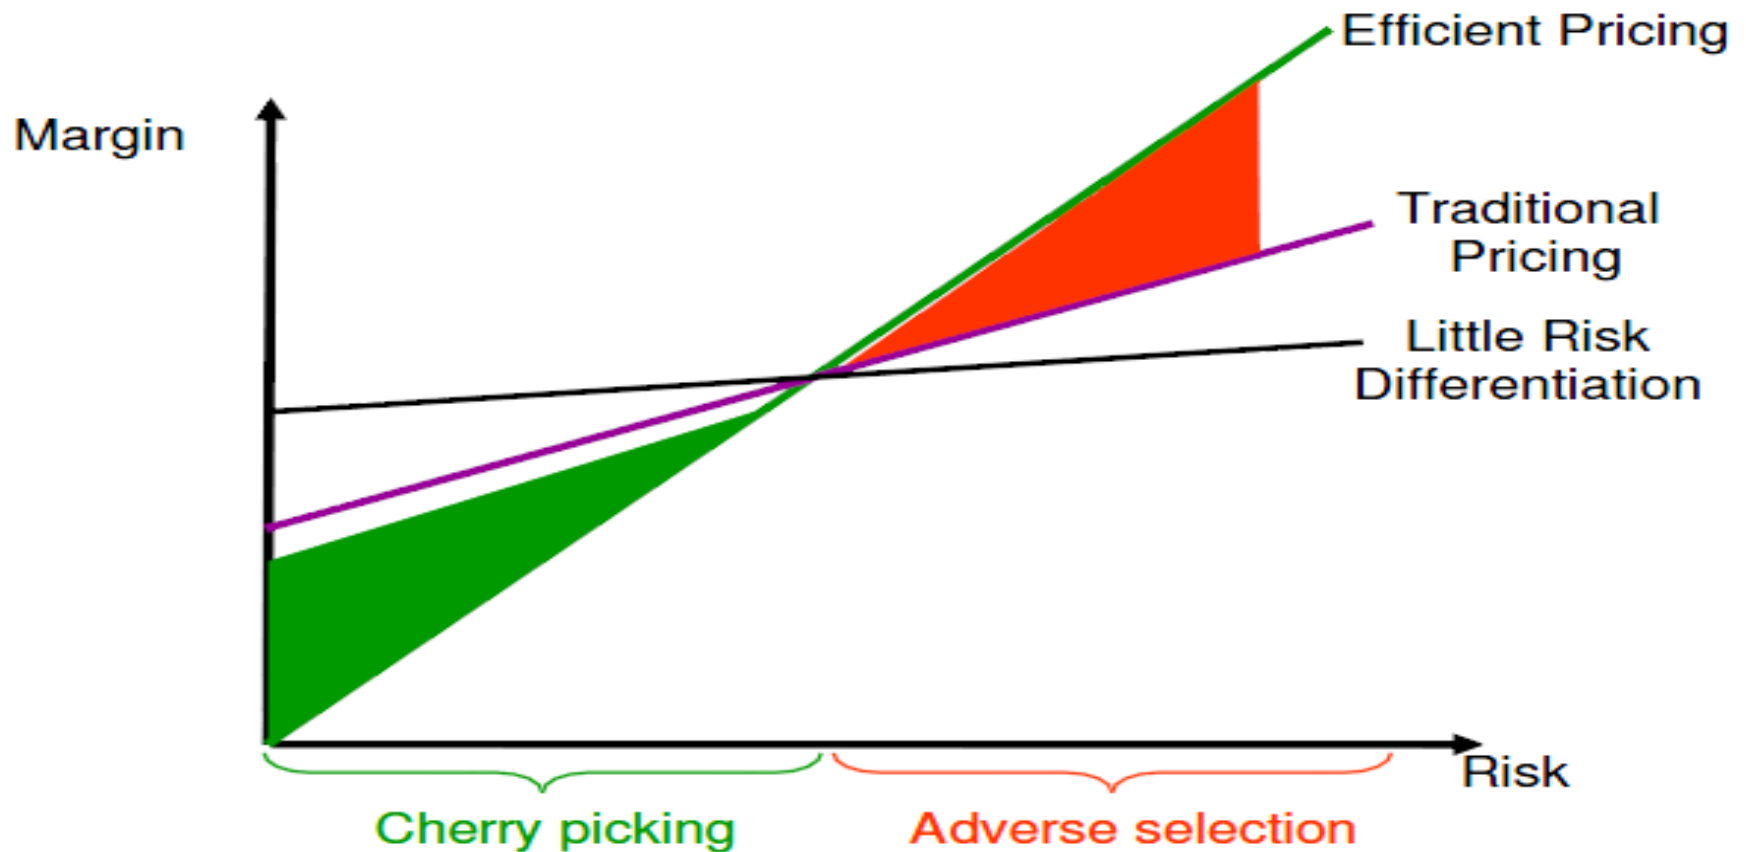 Efficient Pricing
Margin
Traditional
Pricing
Little Risk
Differentiation
Risk
Cherry picking
Adverse selection